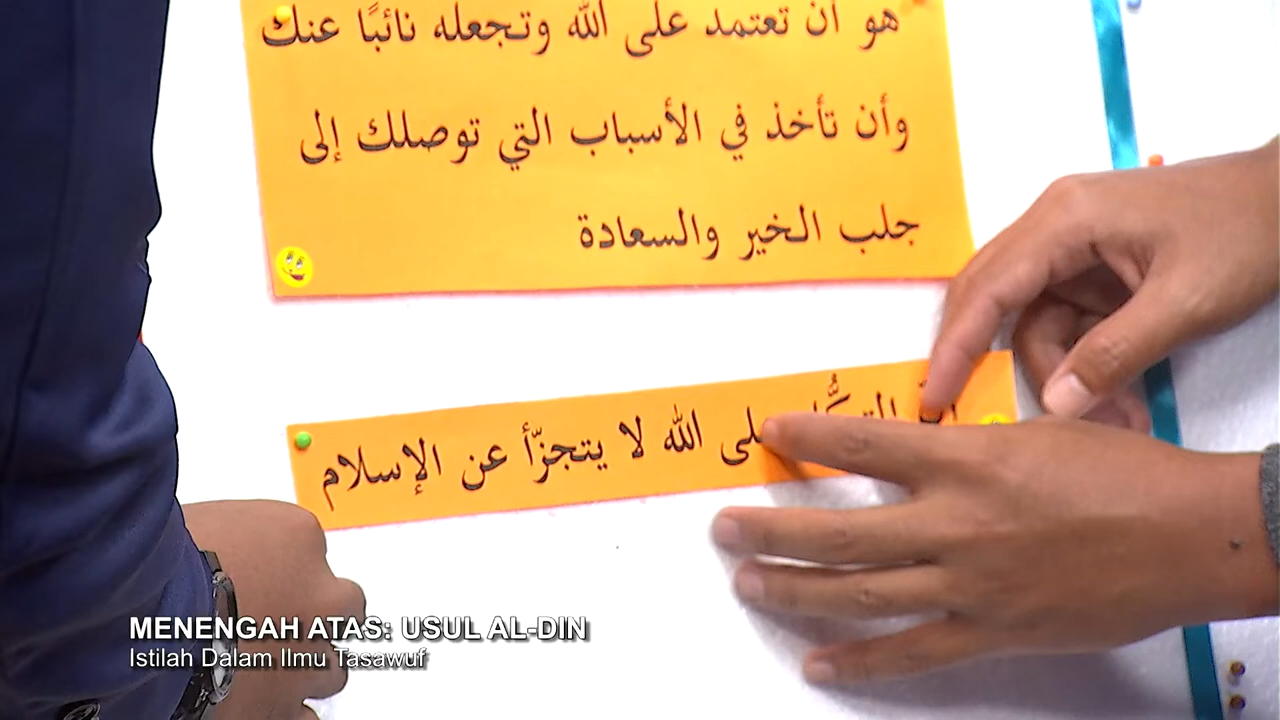 هو أن تعتمد على الله وتجعله نائبًا عنك
وأن تأخذ في الأسباب التي توصلك إلى
جلب الخير والسعادة
على الله لا يتجزّأ عن الإسلام
MENENGAH ATAS: USUL AL-DIN
Istilah Dalam Ilmu Tasawuf